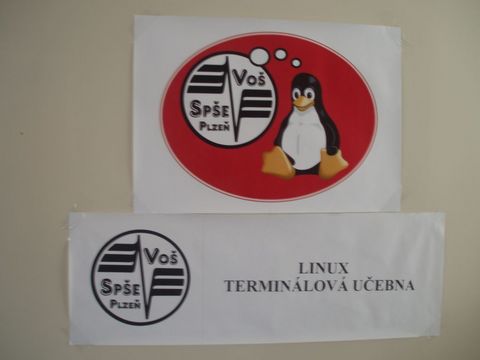 VOŠ
SPŠE
PLZEŇ
VOŠ
SPŠE
PLZEŇ
LINUX
TERMINÁLOVÁ UČEBNA